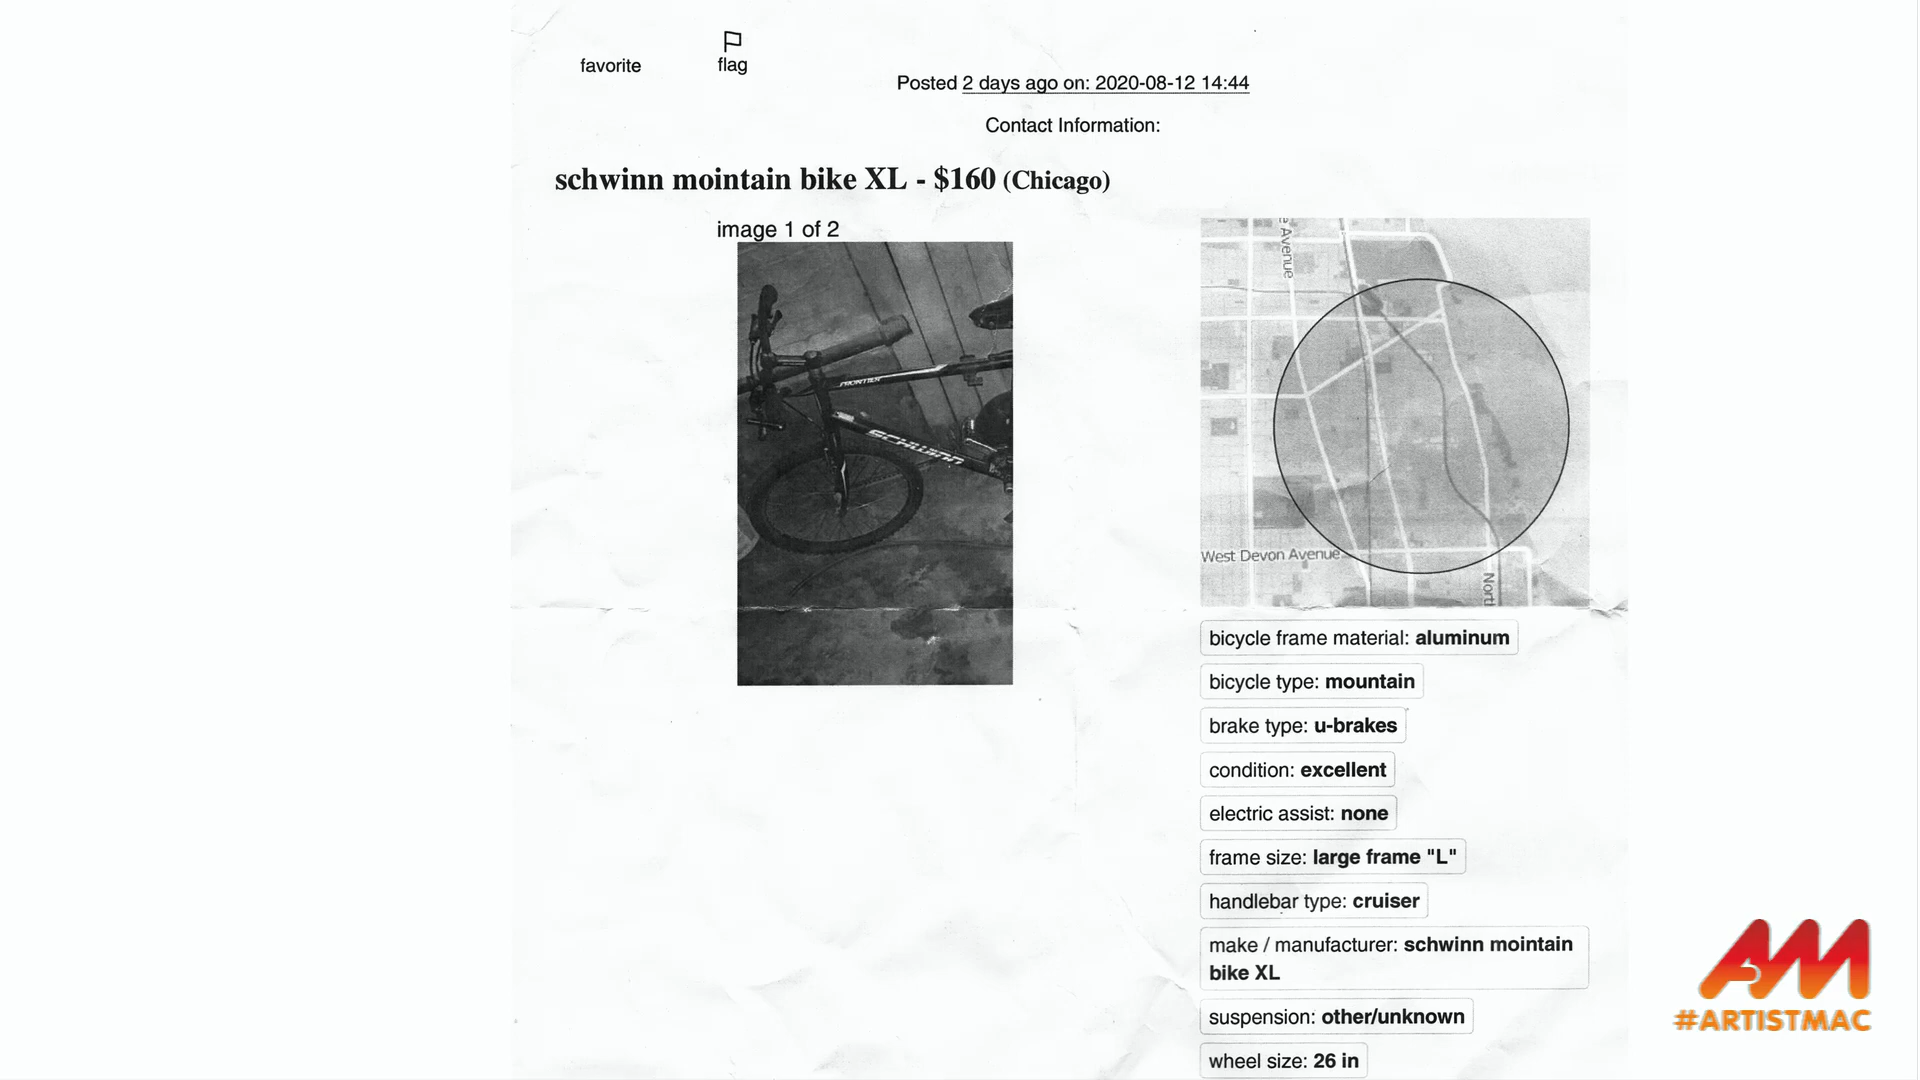 favorite
flag
Posted 2 days ago on: 2020-08-12 14:44
Contact Information:
schwinn mointain bike XL - $160 (Chicago)
image 1 of 2
FRONTIER
SCHWINN
e Avenue
West Devon Avenue
Nort
bicycle frame material: aluminum
bicycle type: mountain
brake type: u-brakes
condition: excellent
electric assist: none
frame size: large frame "L"
handlebar type: cruiser
make / manufacturer: schwinn mointain
bike XL
suspension: other/unknown
wheel size: 26 in
AM
#ARTISTMAC